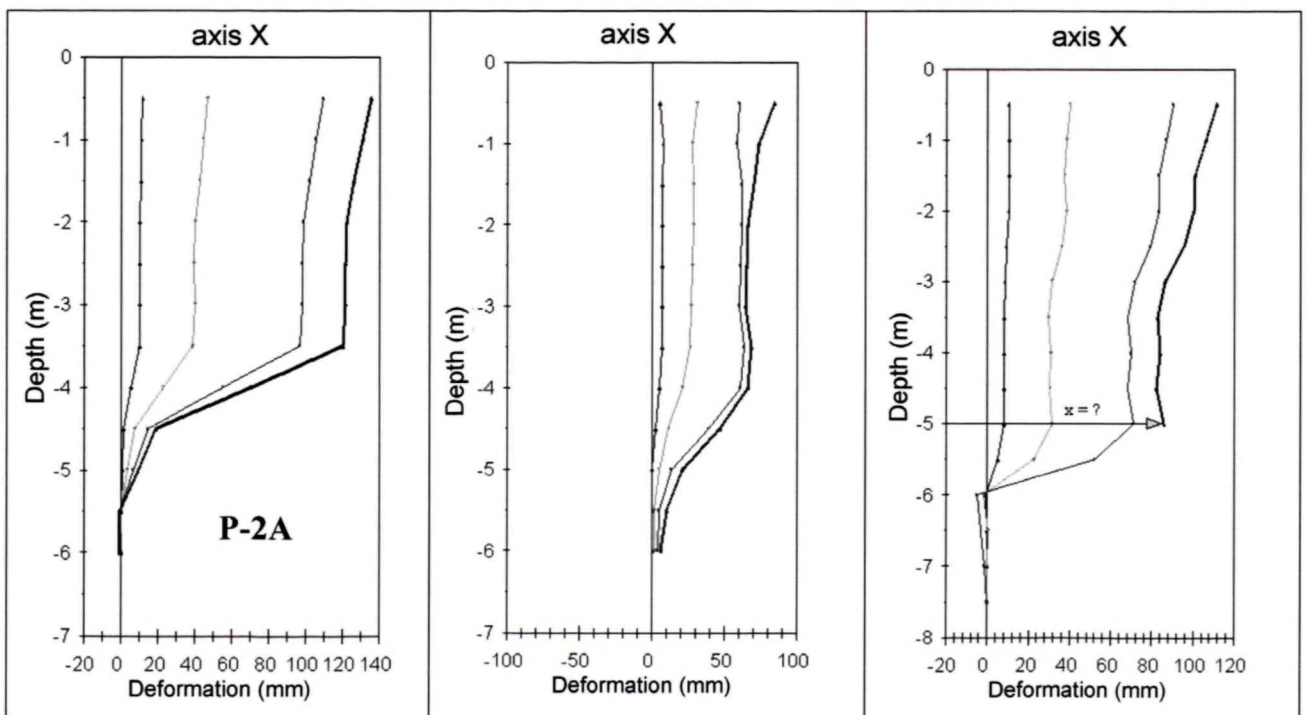 axis X
0
-1
-2
-3
-4
-5
-6
-7
Depth (m)
P-2A
-20 0 20 40 60 80 100 120 140
Deformation (mm)
axis X
0
-1
-2
-3
-4
-5
-6
-7
Depth (m)
-100 -50 0 50 100
Deformation (mm)
axis X
0
-1
-2
-3
-4
-5
-6
-7
-8
Depth (m)
x = ?
-20 0 20 40 60 80 100 120
Deformation (mm)